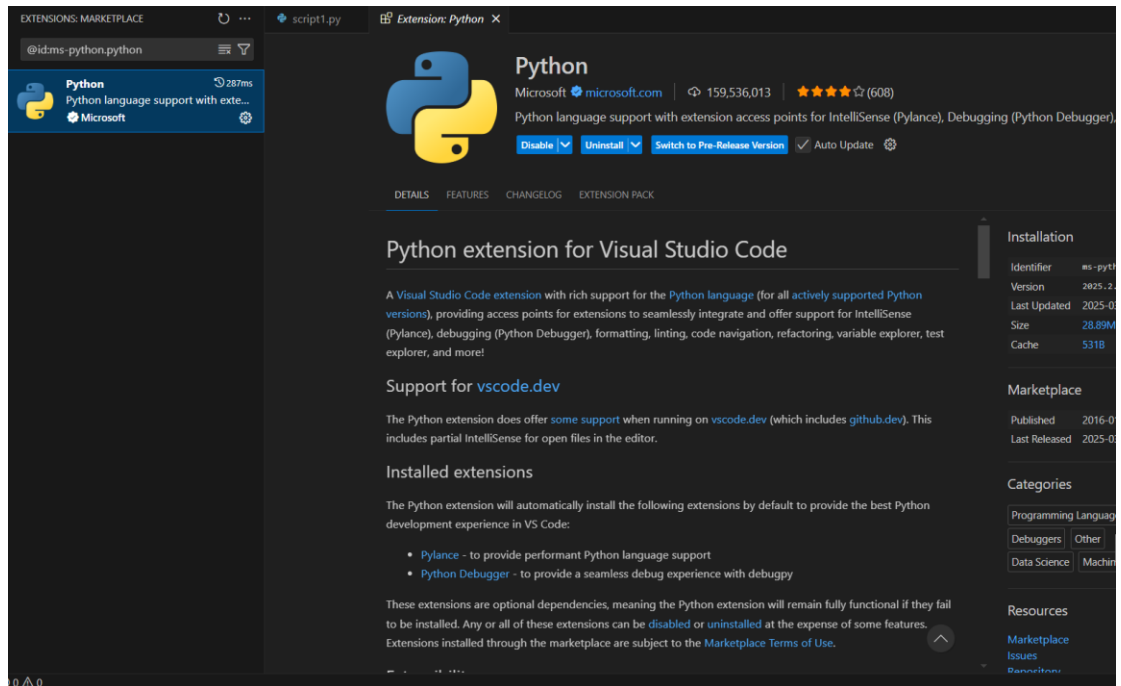 EXTENSIONS: MARKETPLACE
script1.py
Extension: Python
@id:ms-python.python
Python
287ms
Python language support with exte...
Microsoft
Python
Microsoft microsoft.com 159,536,013 (608)
Python language support with extension access points for IntelliSense (Pylance), Debugging (Python Debugger),
Disable Uninstall Switch to Pre-Release Version Auto Update
DETAILS FEATURES CHANGELOG EXTENSION PACK
Python extension for Visual Studio Code
A Visual Studio Code extension with rich support for the Python language (for all actively supported Python
versions), providing access points for extensions to seamlessly integrate and offer support for IntelliSense
(Pylance), debugging (Python Debugger), formatting, linting, code navigation, refactoring, variable explorer, test
explorer, and more!
Support for vscode.dev
The Python extension does offer some support when running on vscode.dev (which includes github.dev). This
includes partial IntelliSense for open files in the editor.
Installed extensions
The Python extension will automatically install the following extensions by default to provide the best Python
development experience in VS Code:
• Pylance - to provide performant Python language support
• Python Debugger - to provide a seamless debug experience with debugpy
These extensions are optional dependencies, meaning the Python extension will remain fully functional if they fail
to be installed. Any or all of these extensions can be disabled or uninstalled at the expense of some features.
Extensions installed through the marketplace are subject to the Marketplace Terms of Use.
Installation
Identifier ms-pyth
Version 2025.2.
Last Updated 2025-03
Size 28.89M
Cache 531B
Marketplace
Published 2016-0
Last Released 2025-03
Categories
Programming Languag
Debuggers Other
Data Science Machin
Resources
Marketplace
Issues
Repository
0 0